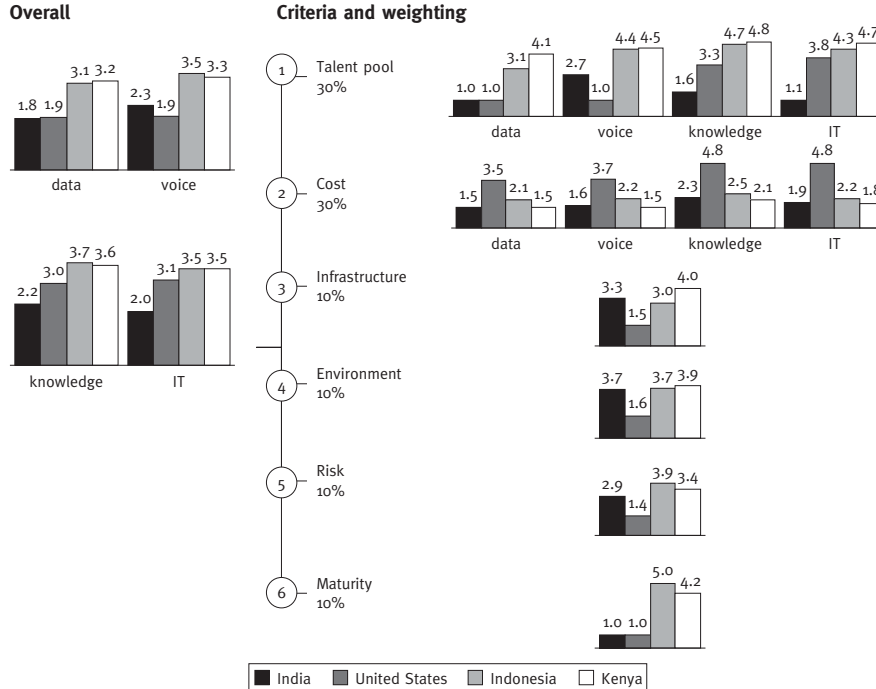 Overall
Criteria and weighting
1.8 1.9 3.1 3.2
data
2.3 1.9 3.5 3.3
voice
2.2 3.0 3.7 3.6
knowledge
2.0 3.1 3.5 3.5
IT
1
Talent pool
30%
1.0 1.0 3.1 4.1
data
2.7 1.0 4.4 4.5
voice
1.6 3.3 4.7 4.8
knowledge
1.1 3.8 4.3 4.7
IT
2
Cost
30%
1.5 3.5 2.1 1.5
data
1.6 3.7 2.2 1.5
voice
2.3 4.8 2.5 2.1
knowledge
1.9 4.8 2.2 1.8
IT
3
Infrastructure
10%
3.3 1.5 3.0 4.0
4
Environment
10%
3.7 1.6 3.7 3.9
5
Risk
10%
2.9 1.4 3.9 3.4
6
Maturity
10%
1.0 1.0 5.0 4.2
India United States Indonesia Kenya